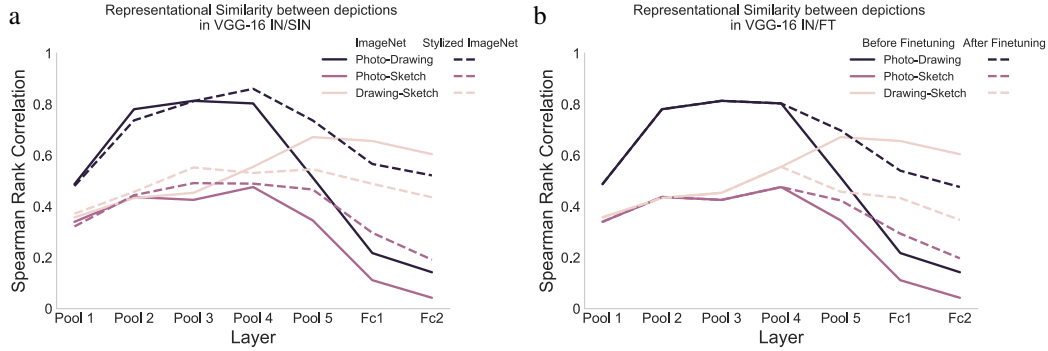 a
Representational Similarity between depictions
in VGG-16 IN/SIN
ImageNet Stylized ImageNet
Photo-Drawing
Photo-Sketch
Drawing-Sketch
Spearman Rank Correlation
1
0.8
0.6
0.4
0.2
0
Pool 1 Pool 2 Pool 3 Pool 4 Pool 5 Fc1 Fc2
Layer
b
Representational Similarity between depictions
in VGG-16 IN/FT
Before Finetuning After Finetuning
Photo-Drawing
Photo-Sketch
Drawing-Sketch
Spearman Rank Correlation
1
0.8
0.6
0.4
0.2
0
Pool 1 Pool 2 Pool 3 Pool 4 Pool 5 Fc1 Fc2
Layer